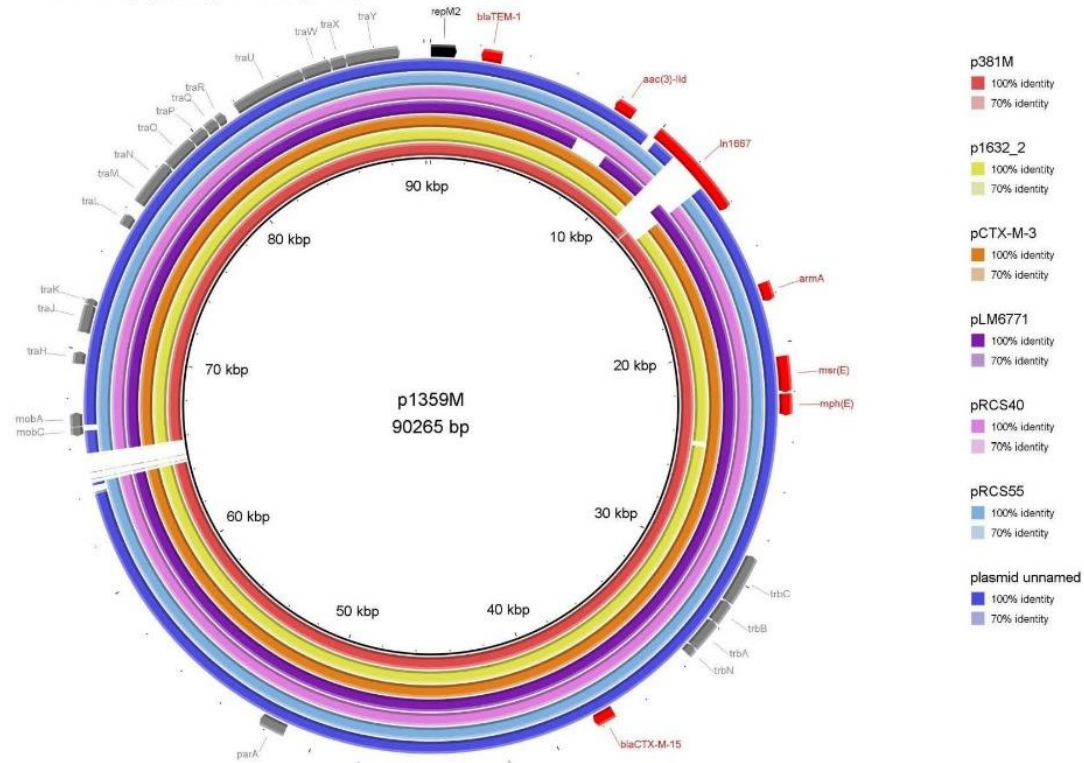 repM2
blaTEM-1
aac(3)-IId
In1667
armA
msr(E)
mph(E)
trbC
trbB
trbA
trbN
blaCTX-M-15
parA
mobC
mobA
traH
traJ
traK
traL
traM
traN
traO
traP
traQ
traR
traU
traW
traX
traY
90 kbp
10 kbp
20 kbp
30 kbp
40 kbp
50 kbp
60 kbp
70 kbp
80 kbp
p1359M
90265 bp
p381M
100% identity
70% identity
p1632_2
100% identity
70% identity
pCTX-M-3
100% identity
70% identity
pLM6771
100% identity
70% identity
pRCS40
100% identity
70% identity
pRCS55
100% identity
70% identity
plasmid unnamed
100% identity
70% identity